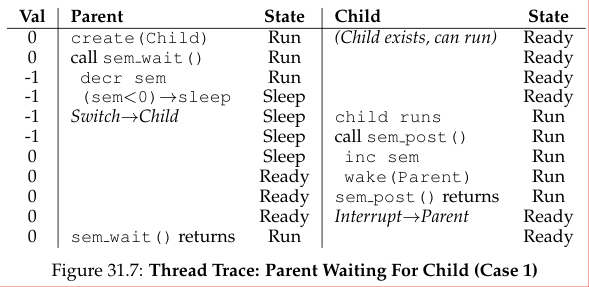 Val Parent State Child State
0 create(Child) Run (Child exists, can run) Ready
0 call sem_wait() Run Ready
-1 decr sem Run Ready
-1 (sem<0)→sleep Sleep Ready
-1 Switch→Child Sleep child runs Run
-1 Sleep call sem_post() Run
0 Sleep inc sem Run
0 Ready wake(Parent) Run
0 Ready sem_post() returns Run
0 Ready Interrupt→Parent Ready
0 sem_wait() returns Run Ready
Figure 31.7: Thread Trace: Parent Waiting For Child (Case 1)